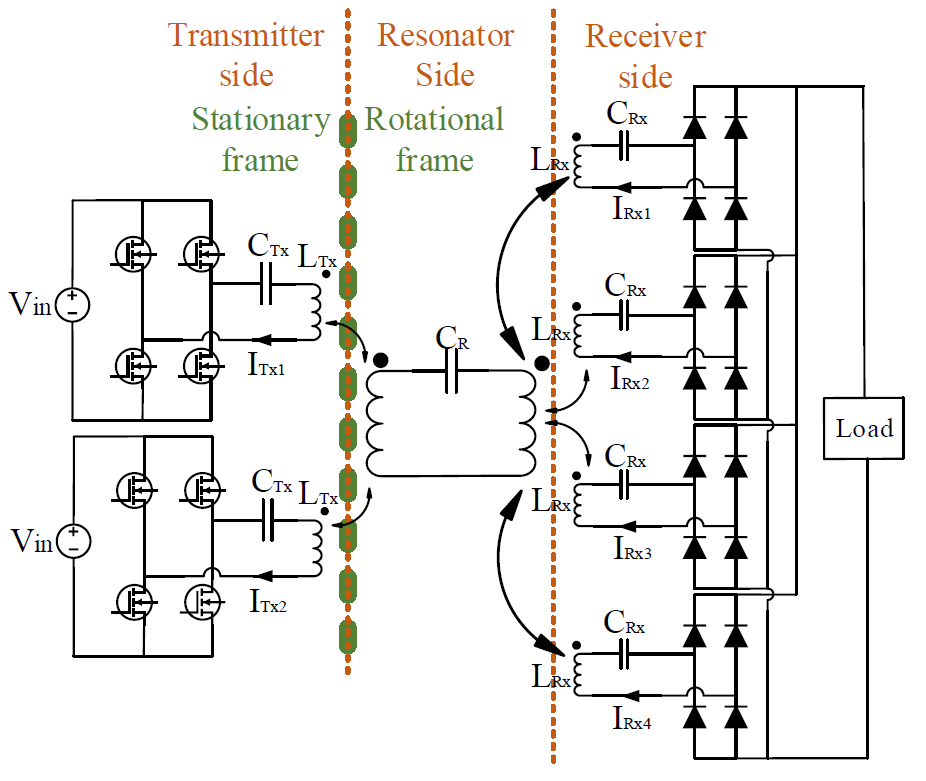 Transmitter
side
Resonator
Side
Receiver
side
Stationary
frame
Rotational
frame
Vin
CTx
LTx
ITx1
Vin
CTx
LTx
ITx2
CR
CRx
LRx
IRx1
CRx
LRx
IRx2
CRx
LRx
IRx3
CRx
LRx
IRx4
Load